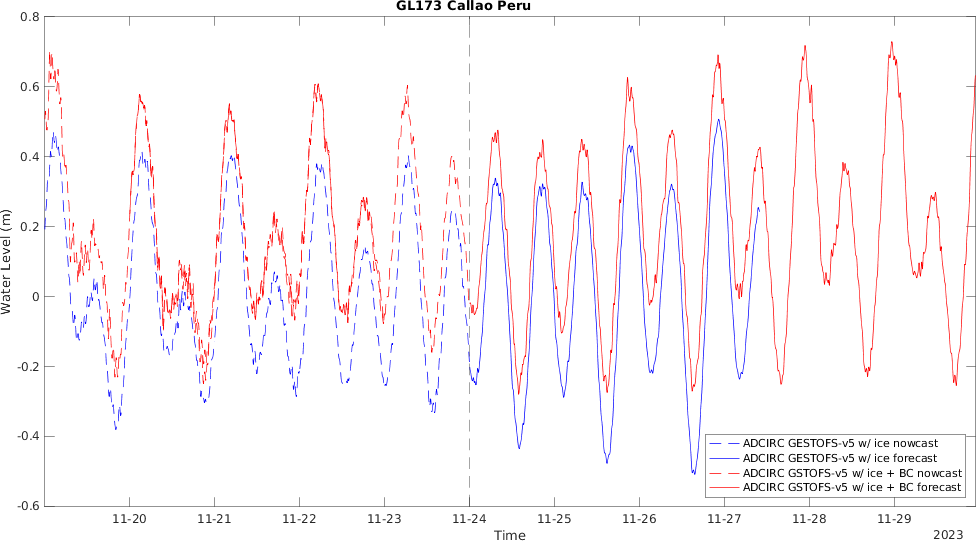 GL173 Callao Peru
0.8
0.6
0.4
0.2
0
-0.2
-0.4
-0.6
Water Level (m)
ADCIRC GESTOFS-v5 w/ ice nowcast
ADCIRC GESTOFS-v5 w/ ice forecast
ADCIRC GSTOFS-v5 w/ ice + BC nowcast
ADCIRC GSTOFS-v5 w/ ice + BC forecast
11-20 11-21 11-22 11-23 11-24 11-25 11-26 11-27 11-28 11-29
Time
2023